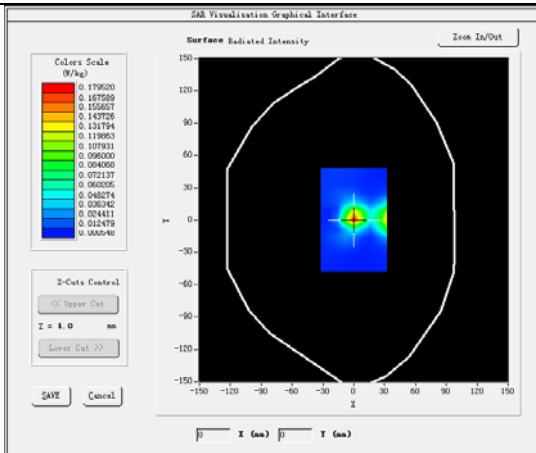 SAR Visualisation Graphical Interface
Surface Radiated Intensity
Zoom In/Out
Colors Scale
(W/kg)
0.179520
0.167589
0.155657
0.143726
0.131794
0.119863
0.107931
0.096000
0.084068
0.072137
0.060205
0.048274
0.036342
0.024411
0.012479
0.000548
150
120
90
60
30
0
-30
-60
-90
-120
-150
Y
-150 -120 -90 -60 -30 0 30 60 90 120 150
X
Z-Cuts Control
<< Upper Cut
Z = 4.0 mm
Lower Cut >>
SAVE Cancel
0 X (mm) 0 Y (mm)